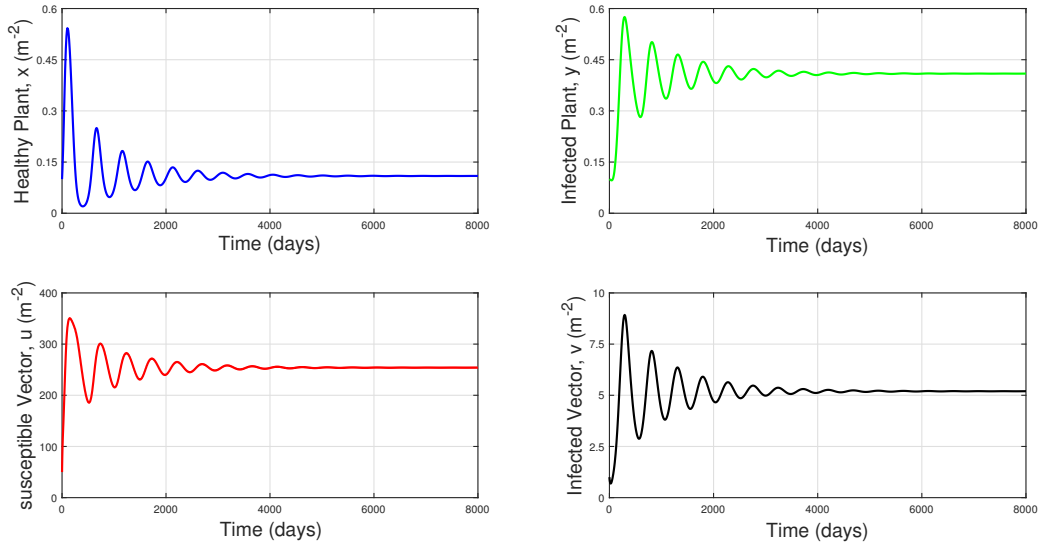 Healthy Plant, x (m-2)
0.6
0.45
0.3
0.15
0
0 2000 4000 6000 8000
Time (days)
Infected Plant, y (m-2)
0.6
0.45
0.3
0.15
0
0 2000 4000 6000 8000
Time (days)
susceptible Vector, u (m-2)
400
300
200
100
0
0 2000 4000 6000 8000
Time (days)
Infected Vector, v (m-2)
10
7.5
5
2.5
0
0 2000 4000 6000 8000
Time (days)